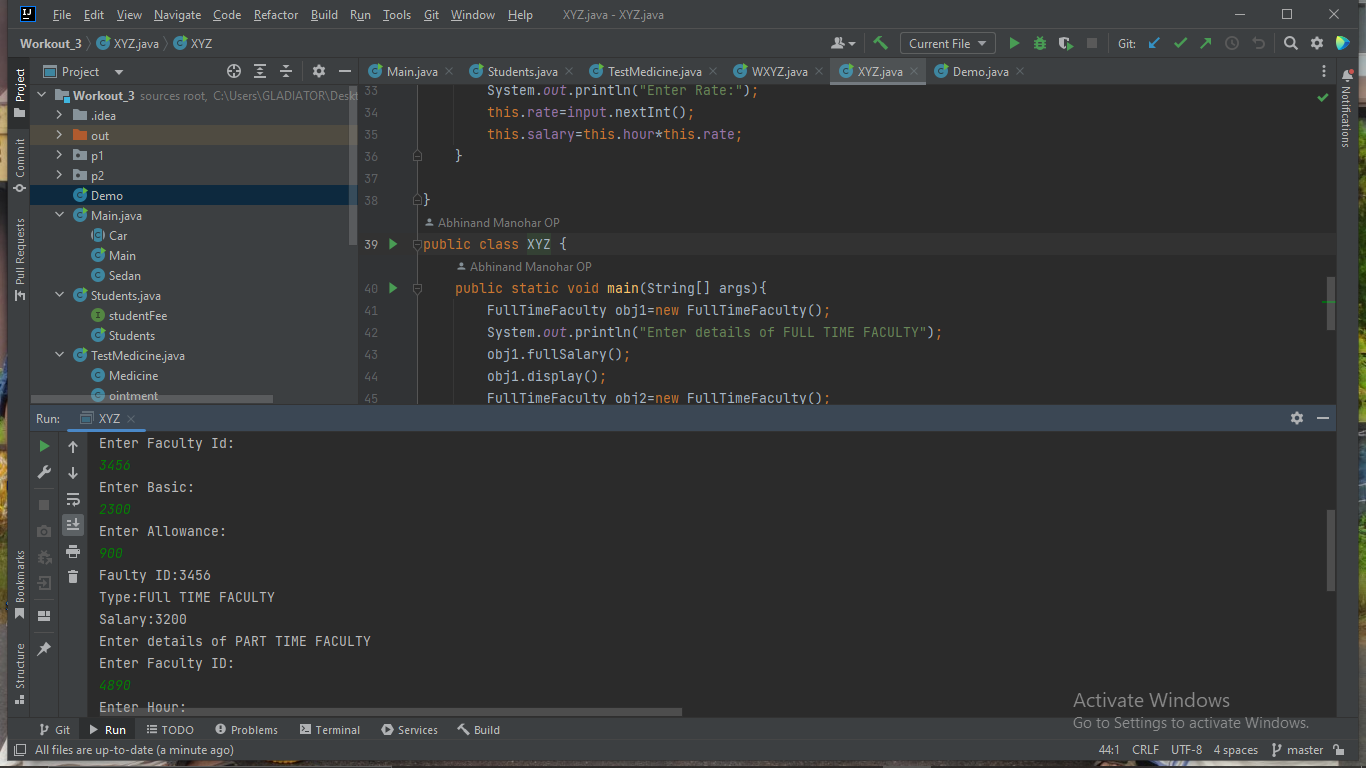 File Edit View Navigate Code Refactor Build Run Tools Git Window Help XYZ.java - XYZ.java
Workout_3 XYZ.java XYZ Current File Git:
Project
Main.java Students.java TestMedicine.java WXYZ.java XYZ.java Demo.java
Workout_3 sources root, C:\Users\GLADIATOR\Deskt
.idea
out
p1
p2
Demo
Main.java
Car
Main
Sedan
Students.java
studentFee
Students
TestMedicine.java
Medicine
ointment
33 System.out.println("Enter Rate:");
34 this.rate=input.nextInt();
35 this.salary=this.hour*this.rate;
36 }
37
38 }
Abhinand Manohar OP
39 public class XYZ {
Abhinand Manohar OP
40 public static void main(String[] args){
41 FullTimeFaculty obj1=new FullTimeFaculty();
42 System.out.println("Enter details of FULL TIME FACULTY");
43 obj1.fullSalary();
44 obj1.display();
45 FullTimeFaculty obj2=new FullTimeFaculty();
Project
Commit
Pull Requests
Bookmarks
Structure
Notifications
Run: XYZ
Enter Faculty Id:
3456
Enter Basic:
2300
Enter Allowance:
900
Faulty ID:3456
Type:FUll TIME FACULTY
Salary:3200
Enter details of PART TIME FACULTY
Enter Faculty ID:
4890
Enter Hour:
Activate Windows
Go to Settings to activate Windows.
Git Run TODO Problems Terminal Services Build
All files are up-to-date (a minute ago) 44:1 CRLF UTF-8 4 spaces master